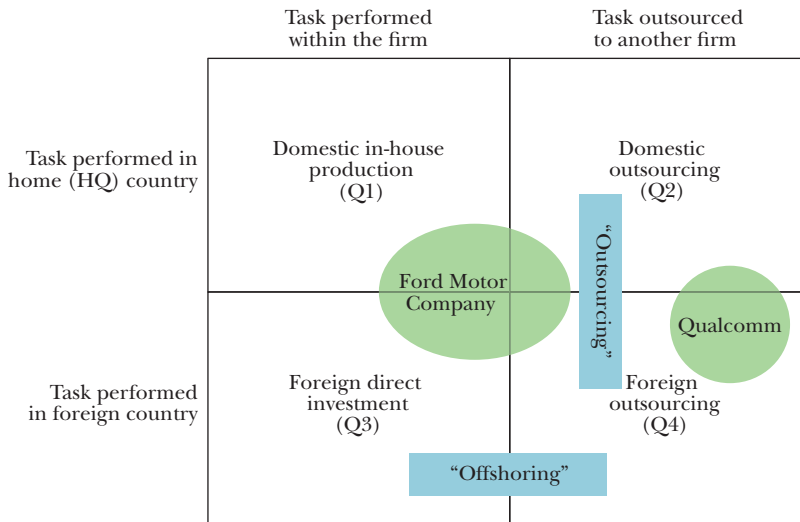 Task performed
within the firm
Task outsourced
to another firm
Task performed in
home (HQ) country
Domestic in-house
production
(Q1)
Domestic
outsourcing
(Q2)
Ford Motor
Company
“Outsourcing”
Qualcomm
Task performed
in foreign country
Foreign direct
investment
(Q3)
Foreign
outsourcing
(Q4)
“Offshoring”